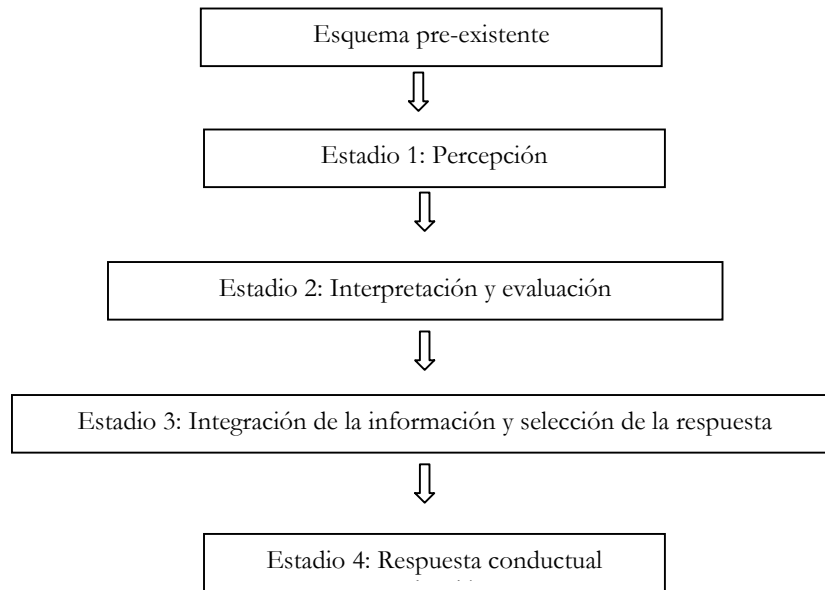 Esquema pre-existente
Estadio 1: Percepción
Estadio 2: Interpretación y evaluación
Estadio 3: Integración de la información y selección de la respuesta
Estadio 4: Respuesta conductual